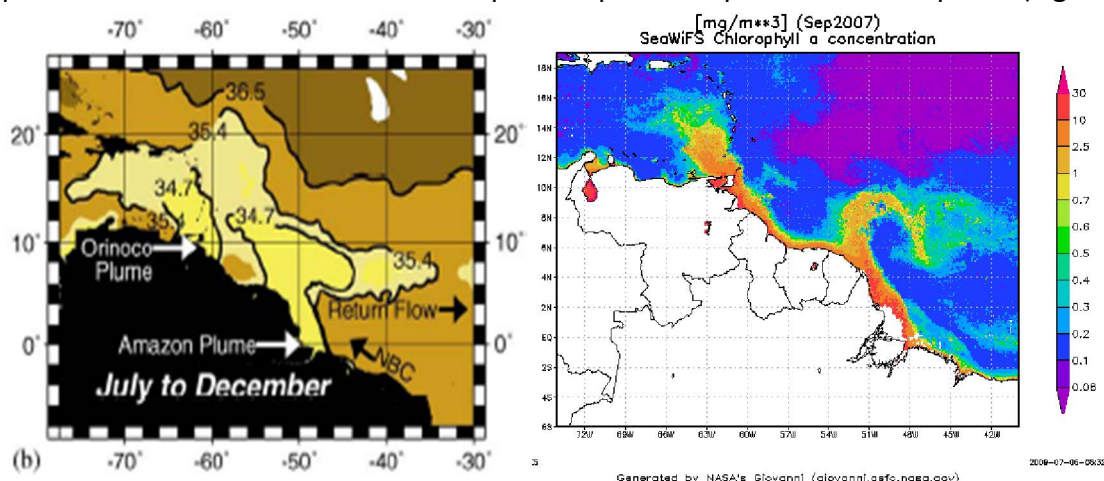 -70° -60° -50° -40° -30°
36.5
20° 35.4 20°
34.7
35.4 34.7
10° 35.4 10°
Orinoco
Plume
Return Flow
Amazon Plume
0° NBC 0°
July to December
-70° -60° -50° -40° -30°
(b)
[mg/m**3] (Sep2007)
SeaWiFS Chlorophyll a concentration
18N
16N
14N
12N
10N
8N
6N
4N
2N
EQ
2S
4S
6S
72W 69W 66W 63W 60W 57W 54W 51W 48W 45W 42W
30
10
2.5
1
0.7
0.5
0.4
0.3
0.2
0.1
0.08
Generated by NASA's Giovanni (giovanni.gsfc.nasa.gov)